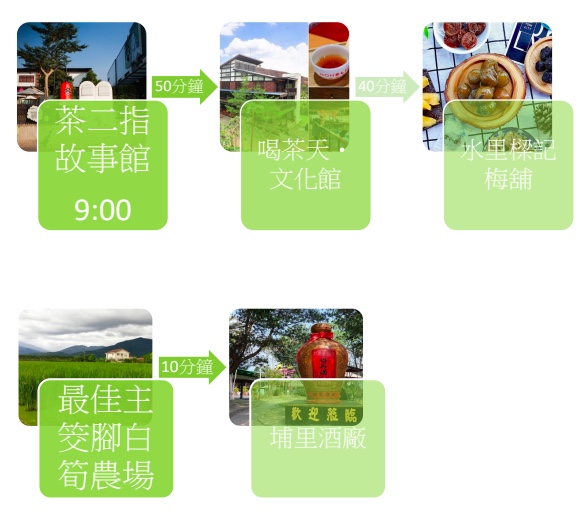 茶二指
故事館
9:00
50分鐘
喝茶天・
文化館
40分鐘
水里樑記
梅舖
最佳主
筊腳白
筍農場
10分鐘
歡迎蒞臨
埔里酒廠